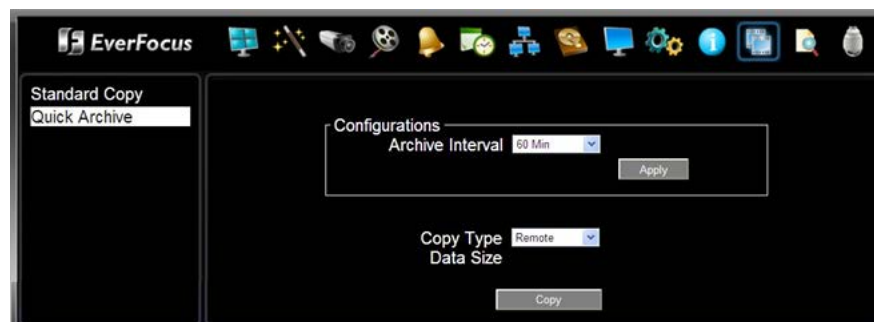 EverFocus
Standard Copy
Quick Archive
Configurations
Archive Interval 60 Min
Apply
Copy Type Remote
Data Size
Copy